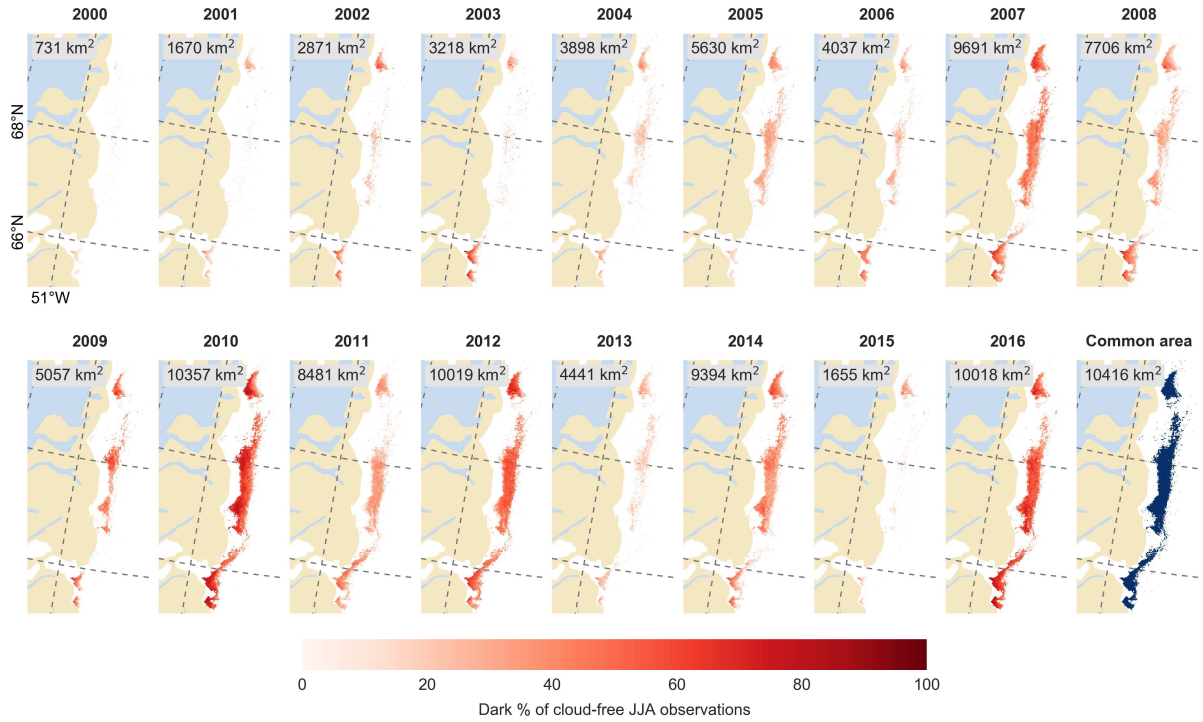 2000 2001 2002 2003 2004 2005 2006 2007 2008
731 km² 1670 km² 2871 km² 3218 km² 3898 km² 5630 km² 4037 km² 9691 km² 7706 km²
68°N
66°N
51°W
2009 2010 2011 2012 2013 2014 2015 2016 Common area
5057 km² 10357 km² 8481 km² 10019 km² 4441 km² 9394 km² 1655 km² 10018 km² 10416 km²
0 20 40 60 80 100
Dark % of cloud-free JJA observations